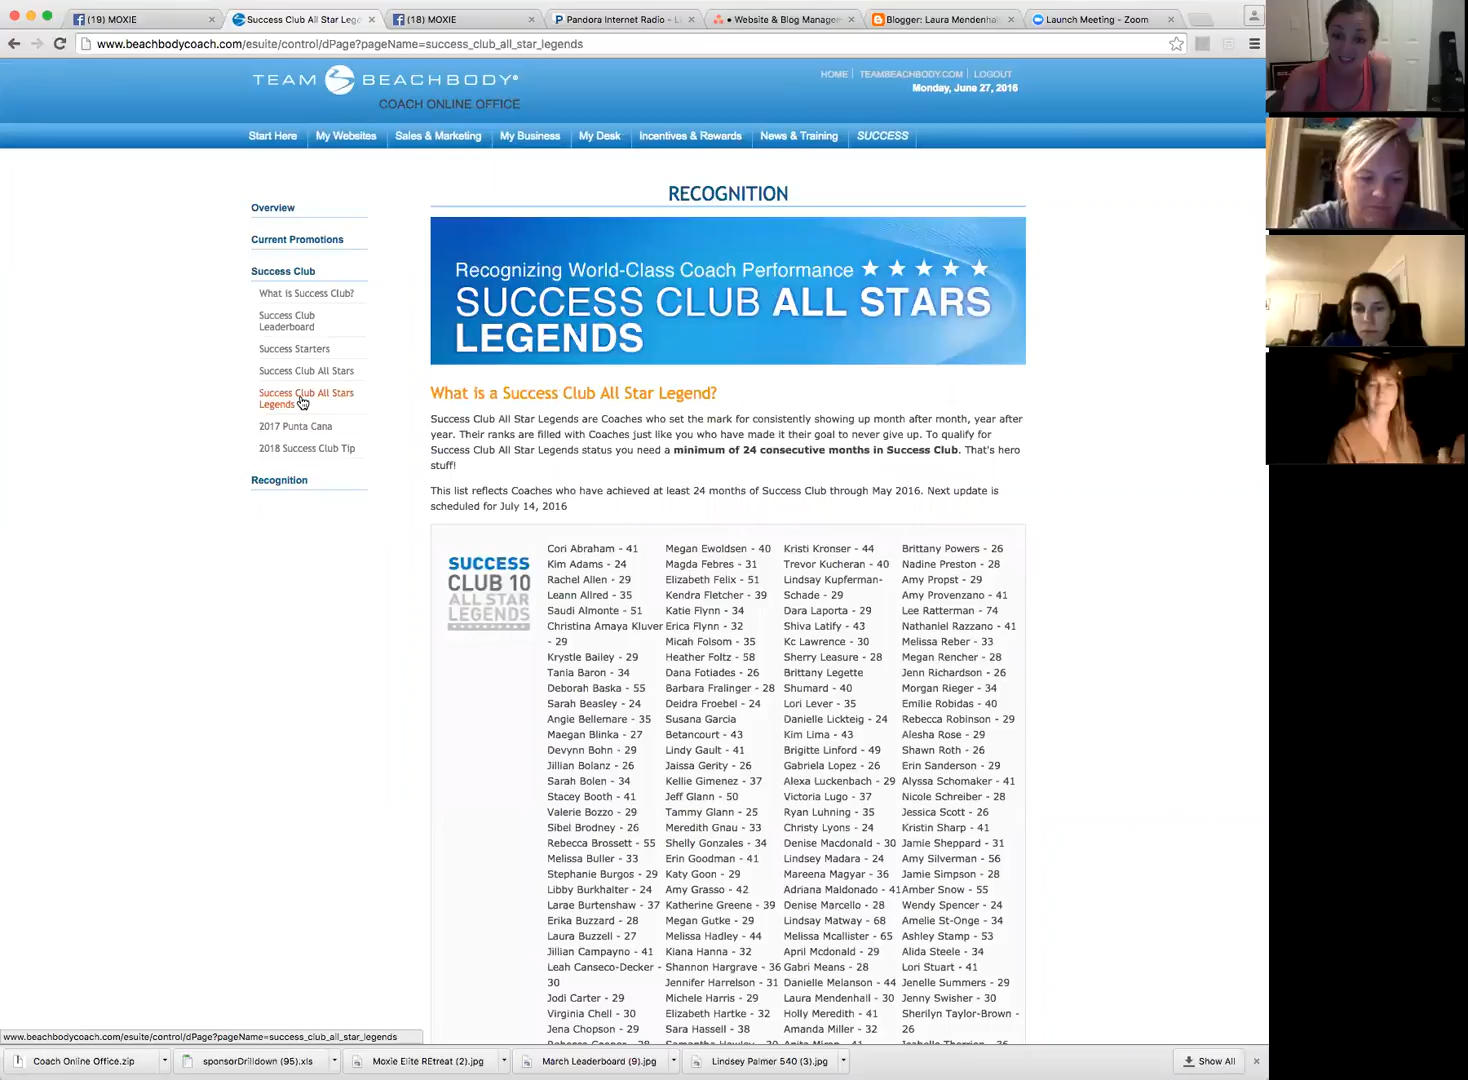 (19) MOXIE
Success Club All Star Lege
(18) MOXIE
Pandora Internet Radio - Li
• Website & Blog Manage
Blogger: Laura Mendenhal
Launch Meeting - Zoom
www.beachbodycoach.com/esuite/control/dPage?pageName=success_club_all_star_legends
TEAM BEACHBODY®
COACH ONLINE OFFICE
HOME | TEAMBEACHBODY.COM | LOGOUT
Monday, June 27, 2016
Start Here
My Websites
Sales & Marketing
My Business
My Desk
Incentives & Rewards
News & Training
SUCCESS
Overview
Current Promotions
Success Club
What is Success Club?
Success Club
Leaderboard
Success Starters
Success Club All Stars
Success Club All Stars
Legends
2017 Punta Cana
2018 Success Club Tip
Recognition
RECOGNITION
Recognizing World-Class Coach Performance ★ ★ ★ ★ ★
SUCCESS CLUB ALL STARS
LEGENDS
What is a Success Club All Star Legend?
Success Club All Star Legends are Coaches who set the mark for consistently showing up month after month, year after
year. Their ranks are filled with Coaches just like you who have made it their goal to never give up. To qualify for
Success Club All Star Legends status you need a minimum of 24 consecutive months in Success Club. That's hero
stuff!
This list reflects Coaches who have achieved at least 24 months of Success Club through May 2016. Next update is
scheduled for July 14, 2016
SUCCESS
CLUB 10
ALL STAR
LEGENDS
Cori Abraham - 41
Kim Adams - 24
Rachel Allen - 29
Leann Allred - 35
Saudi Almonte - 51
Christina Amaya Kluver
- 29
Krystle Bailey - 29
Tania Baron - 34
Deborah Baska - 55
Sarah Beasley - 24
Angie Bellemare - 35
Maegan Blinka - 27
Devynn Bohn - 29
Jillian Bolanz - 26
Sarah Bolen - 34
Stacey Booth - 41
Valerie Bozzo - 29
Sibel Brodney - 26
Rebecca Brossett - 55
Melissa Buller - 33
Stephanie Burgos - 29
Libby Burkhalter - 24
Larae Burtenshaw - 37
Erika Buzzard - 28
Laura Buzzell - 27
Jillian Campayno - 41
Leah Canseco-Decker -
30
Jodi Carter - 29
Virginia Chell - 30
Jena Chopson - 29
Megan Ewoldsen - 40
Magda Febres - 31
Elizabeth Felix - 51
Kendra Fletcher - 39
Katie Flynn - 34
Erica Flynn - 32
Micah Folsom - 35
Heather Foltz - 58
Dana Fotiades - 26
Barbara Fralinger - 28
Deidra Froebel - 24
Susana Garcia
Betancourt - 43
Lindy Gault - 41
Jaissa Gerity - 26
Kellie Gimenez - 37
Jeff Glann - 50
Tammy Glann - 25
Meredith Gnau - 33
Shelly Gonzales - 34
Erin Goodman - 41
Katy Goon - 29
Amy Grasso - 42
Katherine Greene - 39
Megan Gutke - 29
Melissa Hadley - 44
Kiana Hanna - 32
Shannon Hargrave - 36
Jennifer Harrelson - 31
Michele Harris - 29
Elizabeth Hartke - 32
Sara Hassell - 38
Kristi Kronser - 44
Trevor Kucheran - 40
Lindsay Kupferman-
Schade - 29
Dara Laporta - 29
Shiva Latify - 43
Kc Lawrence - 30
Sherry Leasure - 28
Brittany Legette
Shumard - 40
Lori Lever - 35
Danielle Lickteig - 24
Kim Lima - 43
Brigitte Linford - 49
Gabriela Lopez - 26
Alexa Luckenbach - 29
Victoria Lugo - 37
Ryan Luhning - 35
Christy Lyons - 24
Denise Macdonald - 30
Lindsey Madara - 24
Mareena Magyar - 36
Adriana Maldonado - 41
Denise Marcello - 28
Lindsay Matway - 68
Melissa Mcallister - 65
April Mcdonald - 29
Gabri Means - 28
Danielle Melanson - 44
Laura Mendenhall - 30
Holly Meredith - 41
Amanda Miller - 32
Brittany Powers - 26
Nadine Preston - 28
Amy Propst - 29
Amy Provenzano - 41
Lee Ratterman - 74
Nathaniel Razzano - 41
Melissa Reber - 33
Megan Rencher - 28
Jenn Richardson - 26
Morgan Rieger - 34
Emilie Robidas - 40
Rebecca Robinson - 29
Alesha Rose - 29
Shawn Roth - 26
Erin Sanderson - 29
Alyssa Schomaker - 41
Nicole Schreiber - 28
Jessica Scott - 26
Kristin Sharp - 41
Jamie Sheppard - 31
Amy Silverman - 56
Jamie Simpson - 28
Amber Snow - 55
Wendy Spencer - 24
Amelie St-Onge - 34
Ashley Stamp - 53
Alida Steele - 34
Lori Stuart - 41
Jenelle Summers - 29
Jenny Swisher - 30
Sherilyn Taylor-Brown -
26
www.beachbodycoach.com/esuite/control/dPage?pageName=success_club_all_star_legends
Coach Online Office.zip
sponsorDrilldown (95).xls
Moxie Elite REtreat (2).jpg
March Leaderboard (9).jpg
Lindsey Palmer 540 (3).jpg
Show All